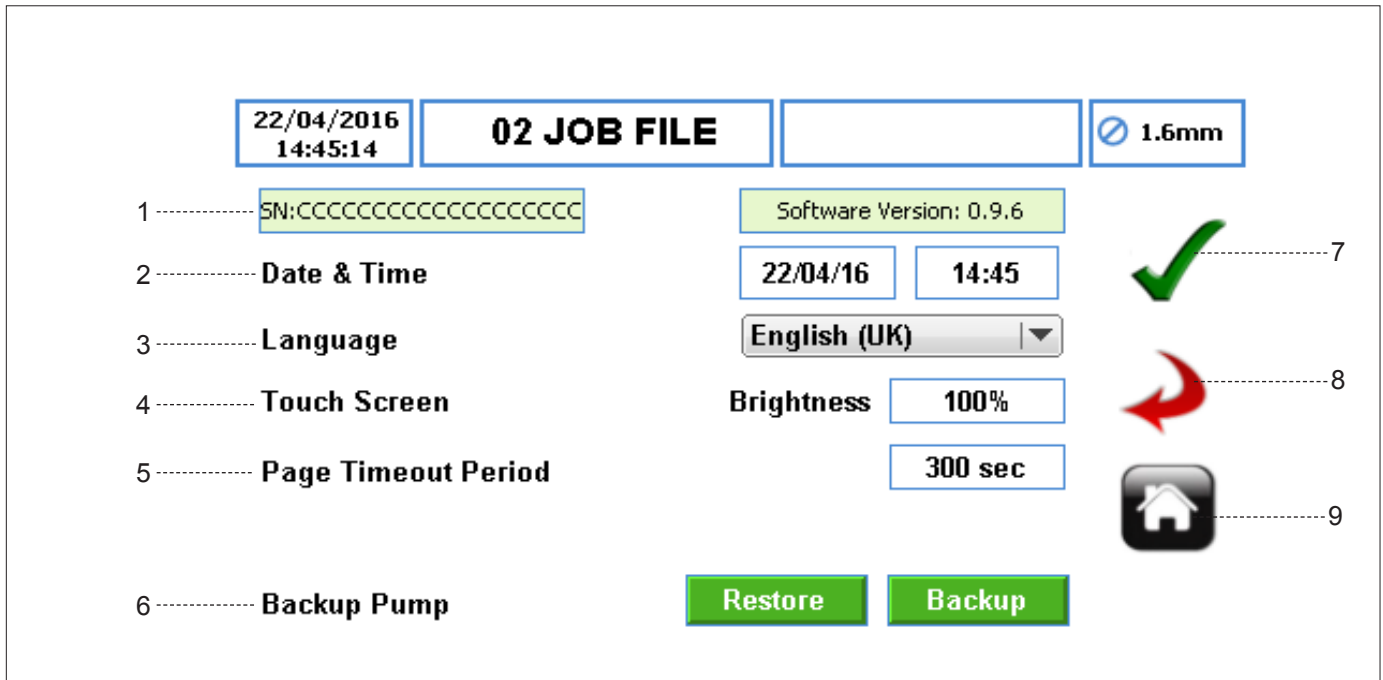 22/04/2016
14:45:14
02 JOB FILE
1.6mm
1 SN:CCCCCCCCCCCCCCCCCCC Software Version: 0.9.6
7
2 Date & Time 22/04/16 14:45
3 Language English (UK)
8
4 Touch Screen Brightness 100%
5 Page Timeout Period 300 sec
9
6 Backup Pump Restore Backup